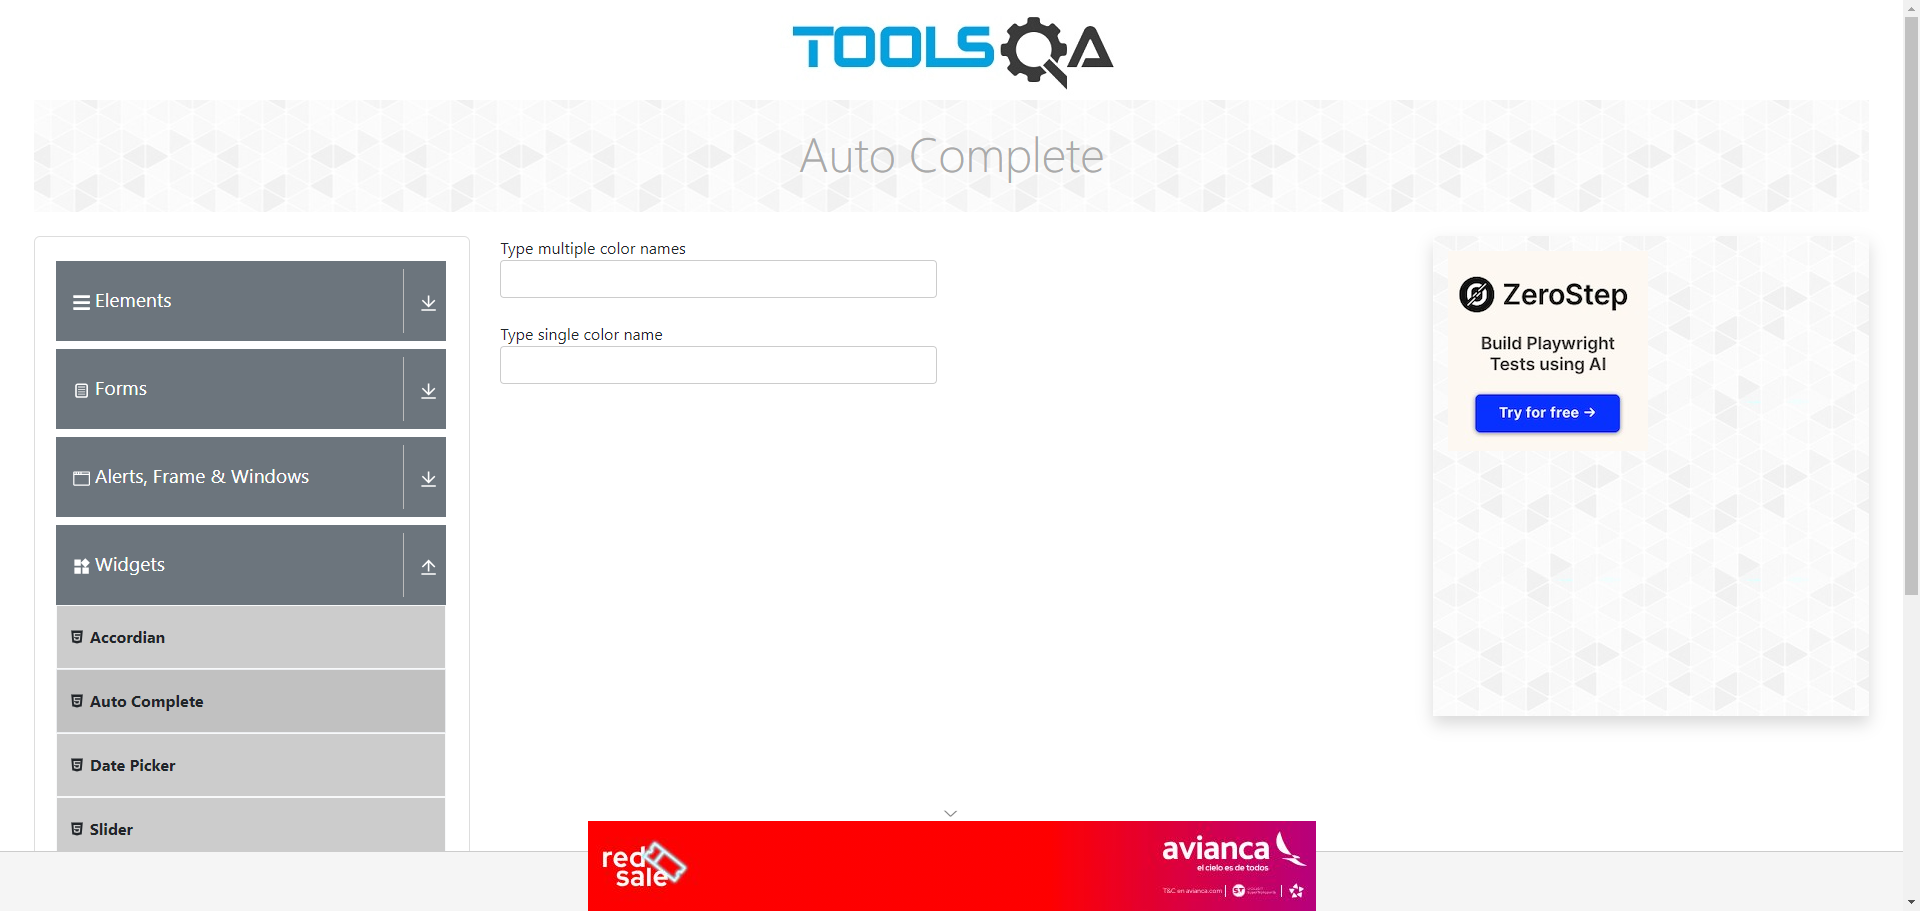 TOOLSQA
Auto Complete
Elements
Forms
Alerts, Frame & Windows
Widgets
Accordian
Auto Complete
Date Picker
Slider
Type multiple color names
Type single color name
ZeroStep
Build Playwright
Tests using AI
Try for free →
red
sale
avianca
el cielo es de todos
T&C en avianca.com